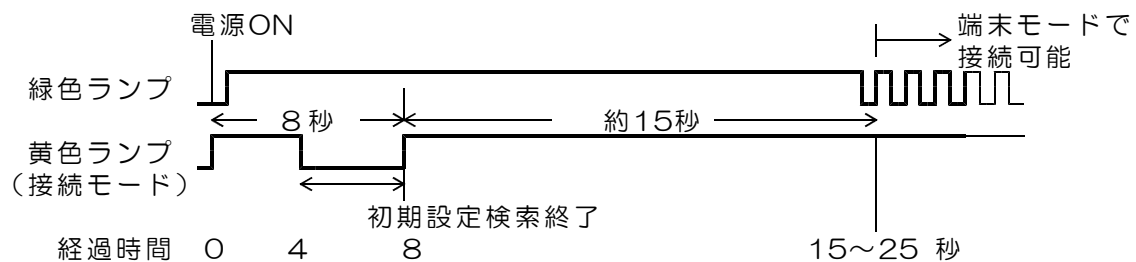 電源ON
端末モードで
接続可能
緑色ランプ
8秒
約15秒
黄色ランプ
（接続モード）
初期設定検索終了
経過時間 0 4 8 15～25 秒